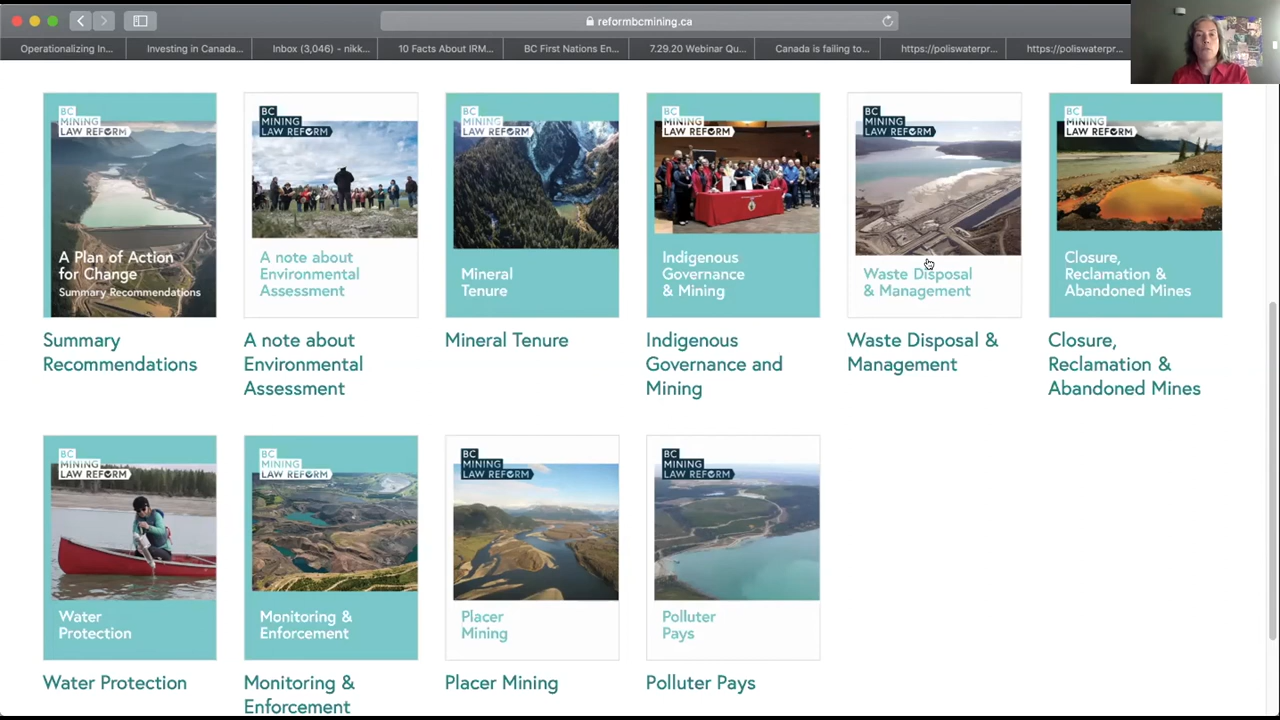 reformbcmining.ca
Operationalizing In...
Investing in Canada...
Inbox (3,046) - nikk...
10 Facts About IRM...
BC First Nations En...
7.29.20 Webinar Qu...
Canada is failing to...
https://poliswaterpr...
https://poliswaterpr...
BC
MINING
LAW REFORM
A Plan of Action
for Change
Summary Recommendations
BC
MINING
LAW REFORM
A note about
Environmental
Assessment
BC
MINING
LAW REFORM
Mineral
Tenure
BC
MINING
LAW REFORM
Indigenous
Governance
& Mining
BC
MINING
LAW REFORM
Waste Disposal
& Management
BC
MINING
LAW REFORM
Closure,
Reclamation &
Abandoned Mines
Summary
Recommendations
A note about
Environmental
Assessment
Mineral Tenure
Indigenous
Governance and
Mining
Waste Disposal &
Management
Closure,
Reclamation &
Abandoned Mines
BC
MINING
LAW REFORM
Water
Protection
BC
MINING
LAW REFORM
Monitoring &
Enforcement
BC
MINING
LAW REFORM
Placer
Mining
BC
MINING
LAW REFORM
Polluter
Pays
Water Protection
Monitoring &
Enforcement
Placer Mining
Polluter Pays